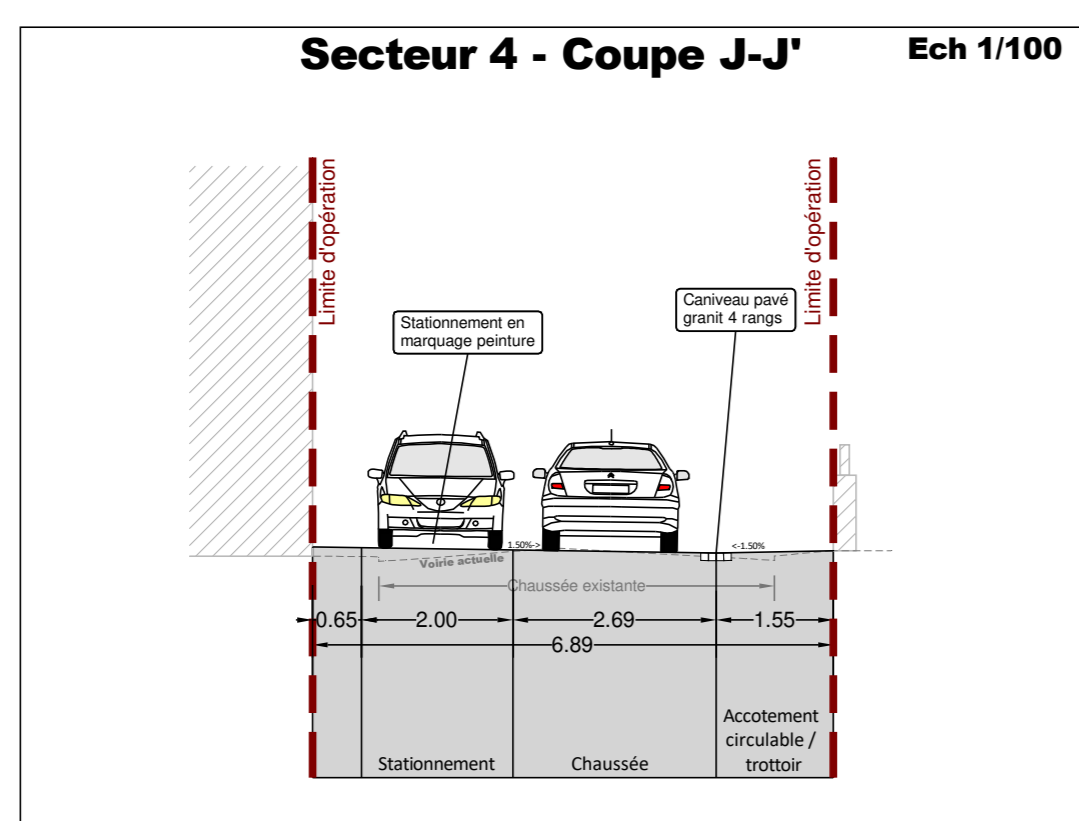 Secteur 4 - Coupe J-J'
Ech 1/100
Limite d'opération
Limite d'opération
Caniveau pavé
granit 4 rangs
Stationnement en
marquage peinture
1.50%->
<-1.50%
Voirie actuelle
Chaussée existante
0.65
2.00
2.69
1.55
6.89
Stationnement
Chaussée
Accotement
circulable /
trottoir